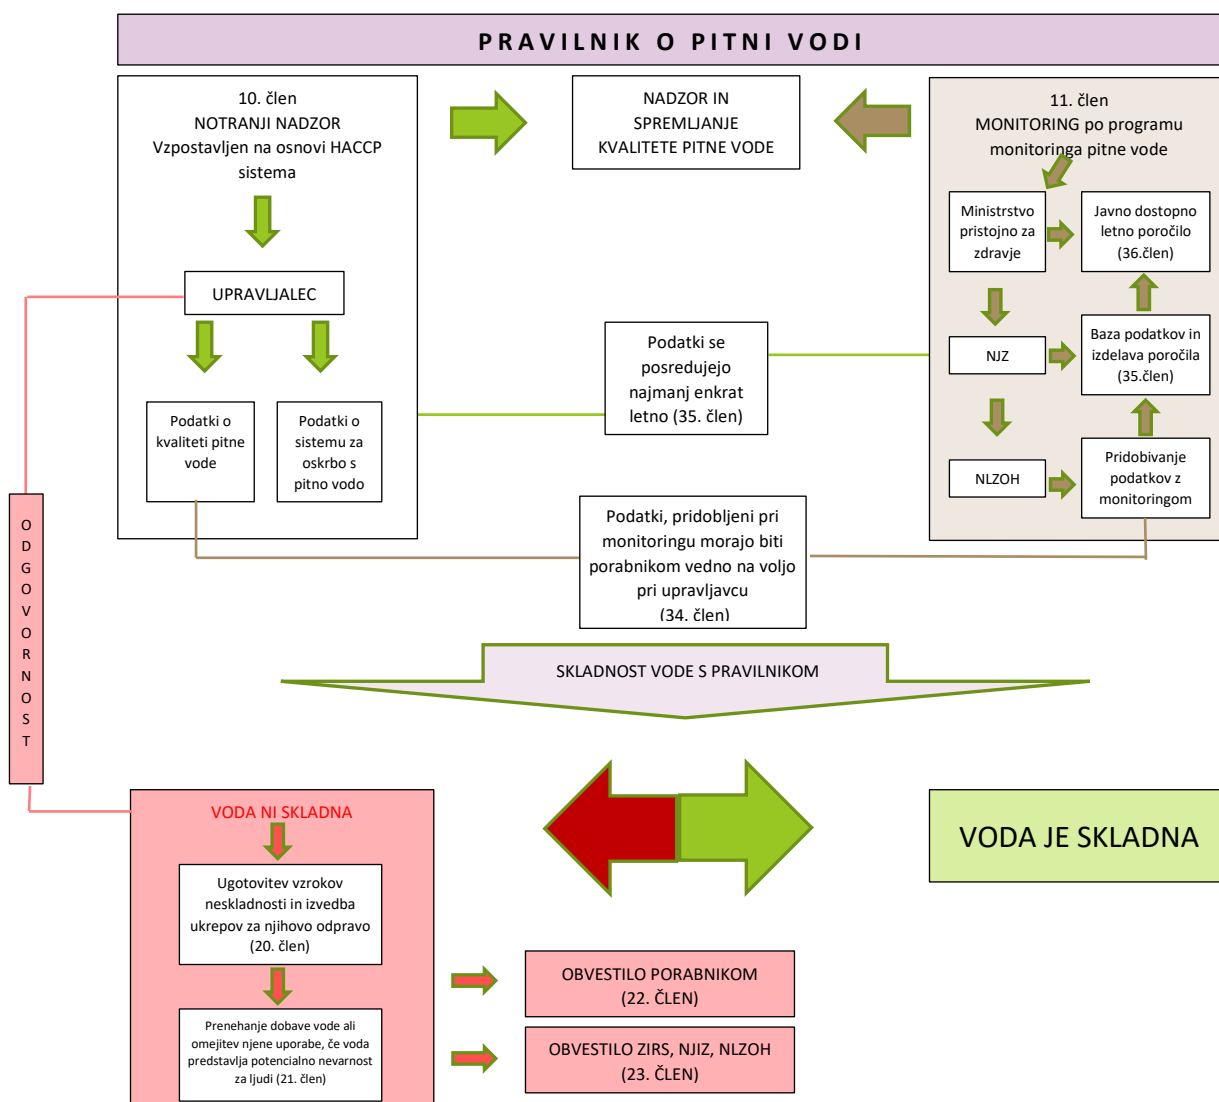 PRAVILNIK O PITNI VODI
10. člen
NOTRANJI NADZOR
Vzpostavljen na osnovi HACCP
sistema
UPRAVLJALEC
Podatki o
kvaliteti pitne
vode
Podatki o
sistemu za
oskrbo s
pitno vodo
NADZOR IN
SPREMLJANJE
KVALITETE PITNE VODE
11. člen
MONITORING po programu
monitoringa pitne vode
Ministrstvo
pristojno za
zdravje
Javno dostopno
letno poročilo
(36.člen)
NJZ
Baza podatkov in
izdelava poročila
(35.člen)
NLZOH
Pridobivanje
podatkov z
monitoringom
Podatki se
posredujejo
najmanj enkrat
letno (35. člen)
Podatki, pridobljeni pri
monitoringu morajo biti
porabnikom vedno na voljo
pri upravljavcu
(34. člen)
O
D
G
O
V
O
R
N
O
S
T
SKLADNOST VODE S PRAVILNIKOM
VODA NI SKLADNA
Ugotovitev vzrokov
neskladnosti in izvedba
ukrepov za njihovo odpravo
(20. člen)
Prenehanje dobave vode ali
omejitev njene uporabe, če voda
predstavlja potencialno nevarnost
za ljudi (21. člen)
OBVESTILO PORABNIKOM
(22. ČLEN)
OBVESTILO ZIRS, NJIZ, NLZOH
(23. ČLEN)
VODA JE SKLADNA